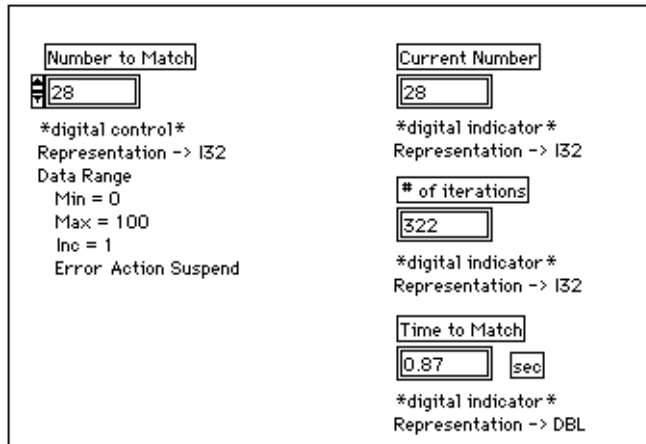 Number to Match
28
*digital control*
Representation -> I32
Data Range
Min = 0
Max = 100
Inc = 1
Error Action Suspend
Current Number
28
*digital indicator*
Representation -> I32
# of iterations
322
*digital indicator*
Representation -> I32
Time to Match
0.87 sec
*digital indicator*
Representation -> DBL